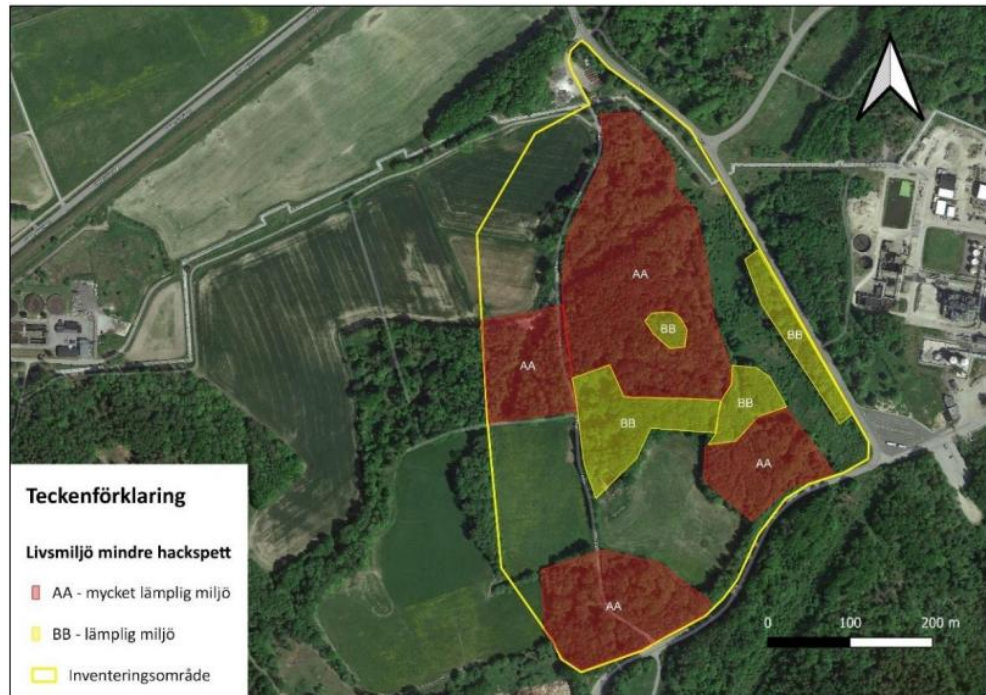 AA
BB
BB
AA
BB
BB
AA
AA
Teckenförklaring
Livsmiljö mindre hackspett
AA - mycket lämplig miljö
BB - lämplig miljö
Inventeringsområde
0 100 200 m